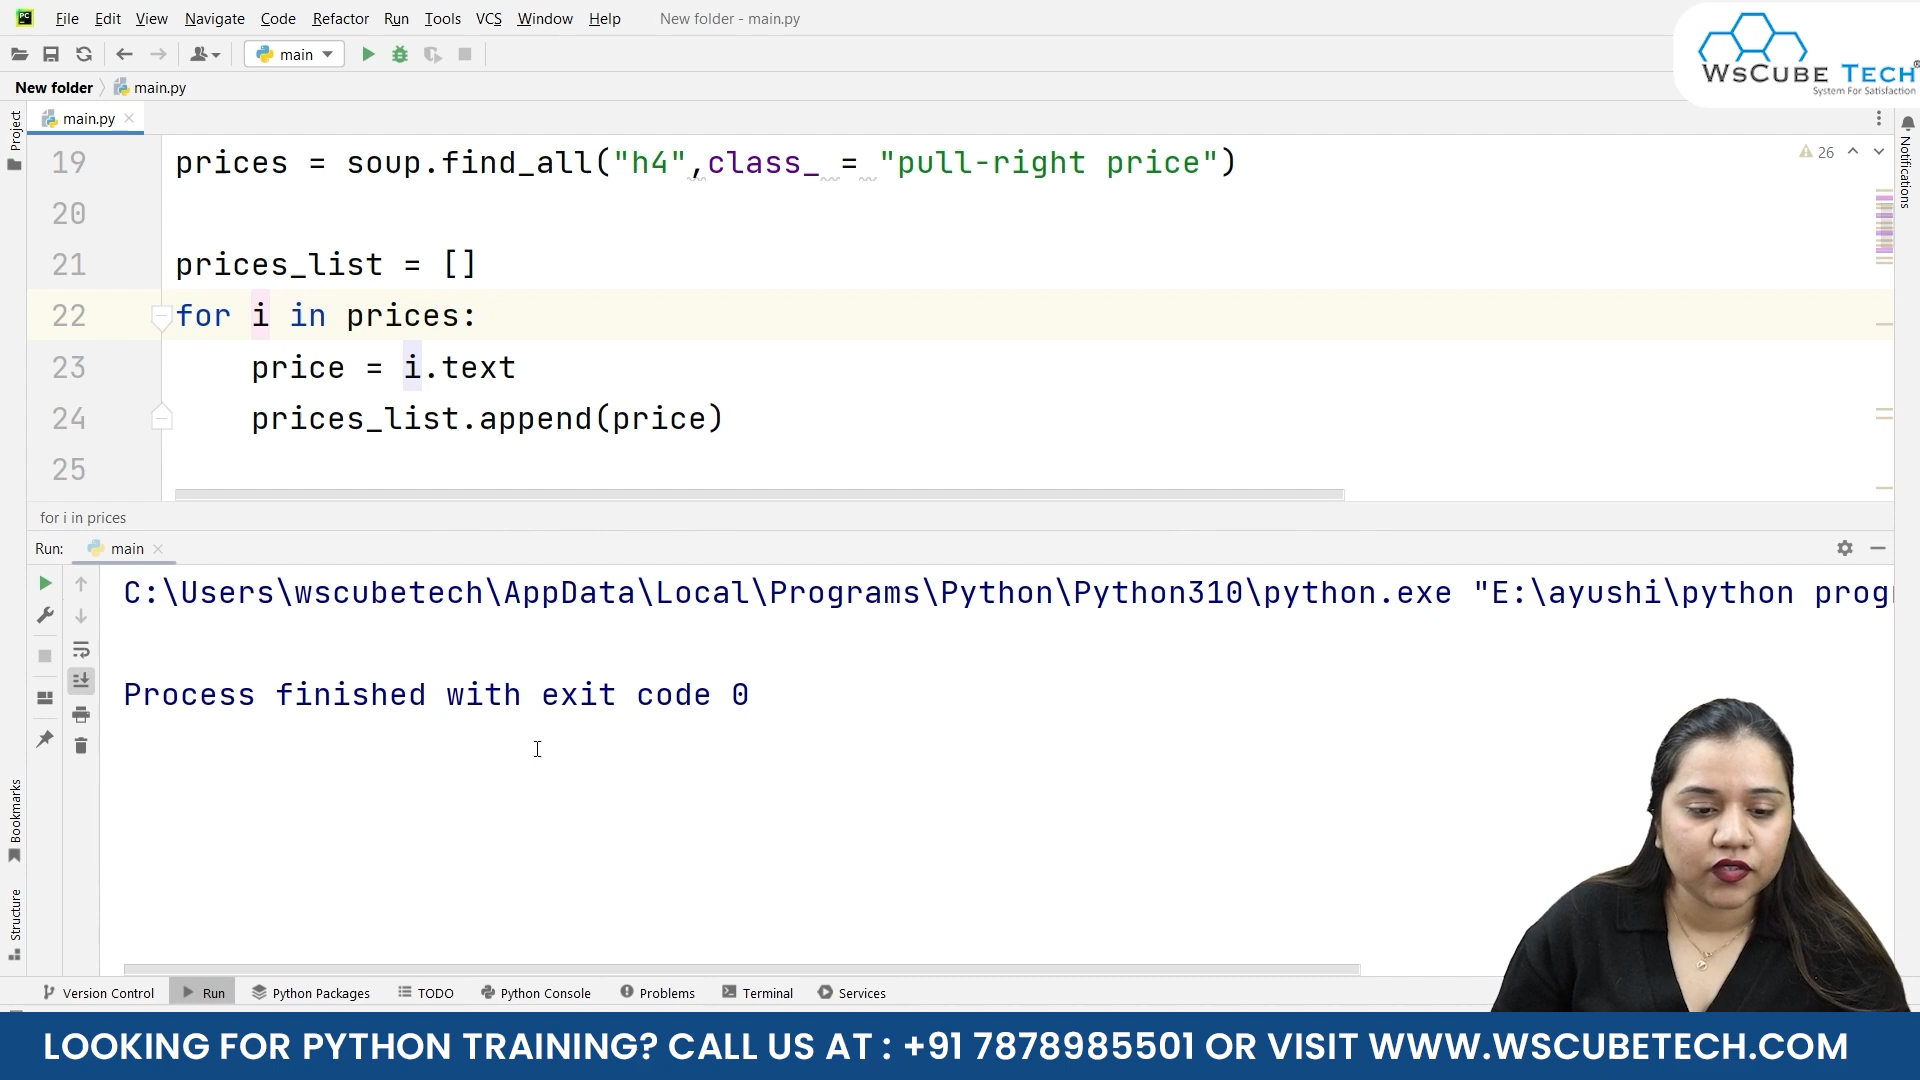 File Edit View Navigate Code Refactor Run Tools VCS Window Help New folder - main.py
main
WsCube Tech®
System For Satisfaction
New folder main.py
main.py
Project
Notifications
26
19 prices = soup.find_all("h4",class_ = "pull-right price")
20
21 prices_list = []
22 for i in prices:
23 price = i.text
24 prices_list.append(price)
25
for i in prices
Run: main
C:\Users\wscubetech\AppData\Local\Programs\Python\Python310\python.exe "E:\ayushi\python prog
Process finished with exit code 0
Bookmarks
Structure
Version Control Run Python Packages TODO Python Console Problems Terminal Services
LOOKING FOR PYTHON TRAINING? CALL US AT : +91 7878985501 OR VISIT WWW.WSCUBETECH.COM